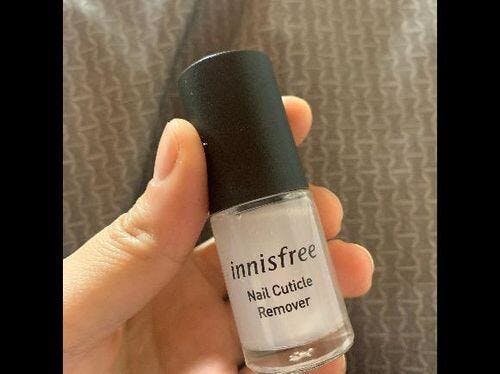 innisfree
Nail Cuticle
Remover